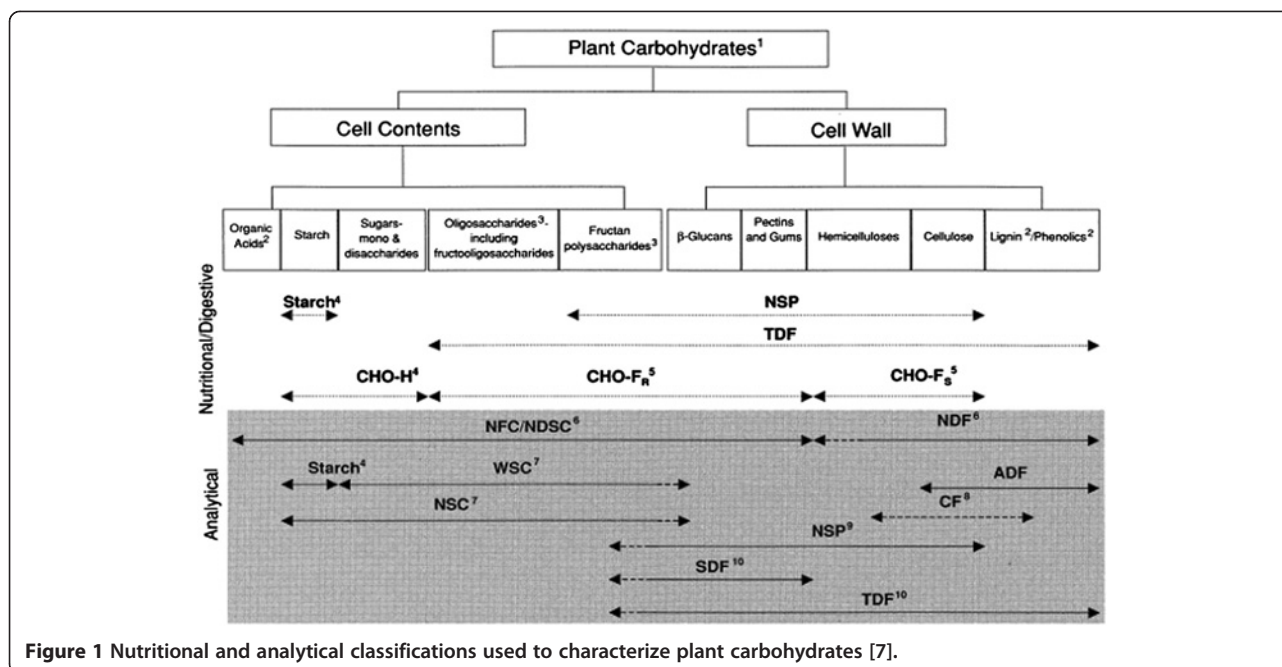 Plant Carbohydrates¹
Cell Contents
Cell Wall
Organic
Acids²
Starch
Sugars-
mono &
disaccharides
Oligosaccharides³-
including
fructooligosaccharides
Fructan
polysaccharides³
β-Glucans
Pectins
and Gums
Hemicelluloses
Cellulose
Lignin²/Phenolics²
Nutritional/Digestive
Starch⁴
NSP
TDF
CHO-H⁴
CHO-F_R⁵
CHO-F_S⁵
Analytical
NFC/NDSC⁶
NDF⁶
Starch⁴
WSC⁷
ADF
NSC⁷
CF⁸
NSP⁹
SDF¹⁰
TDF¹⁰
Figure 1 Nutritional and analytical classifications used to characterize plant carbohydrates [7].